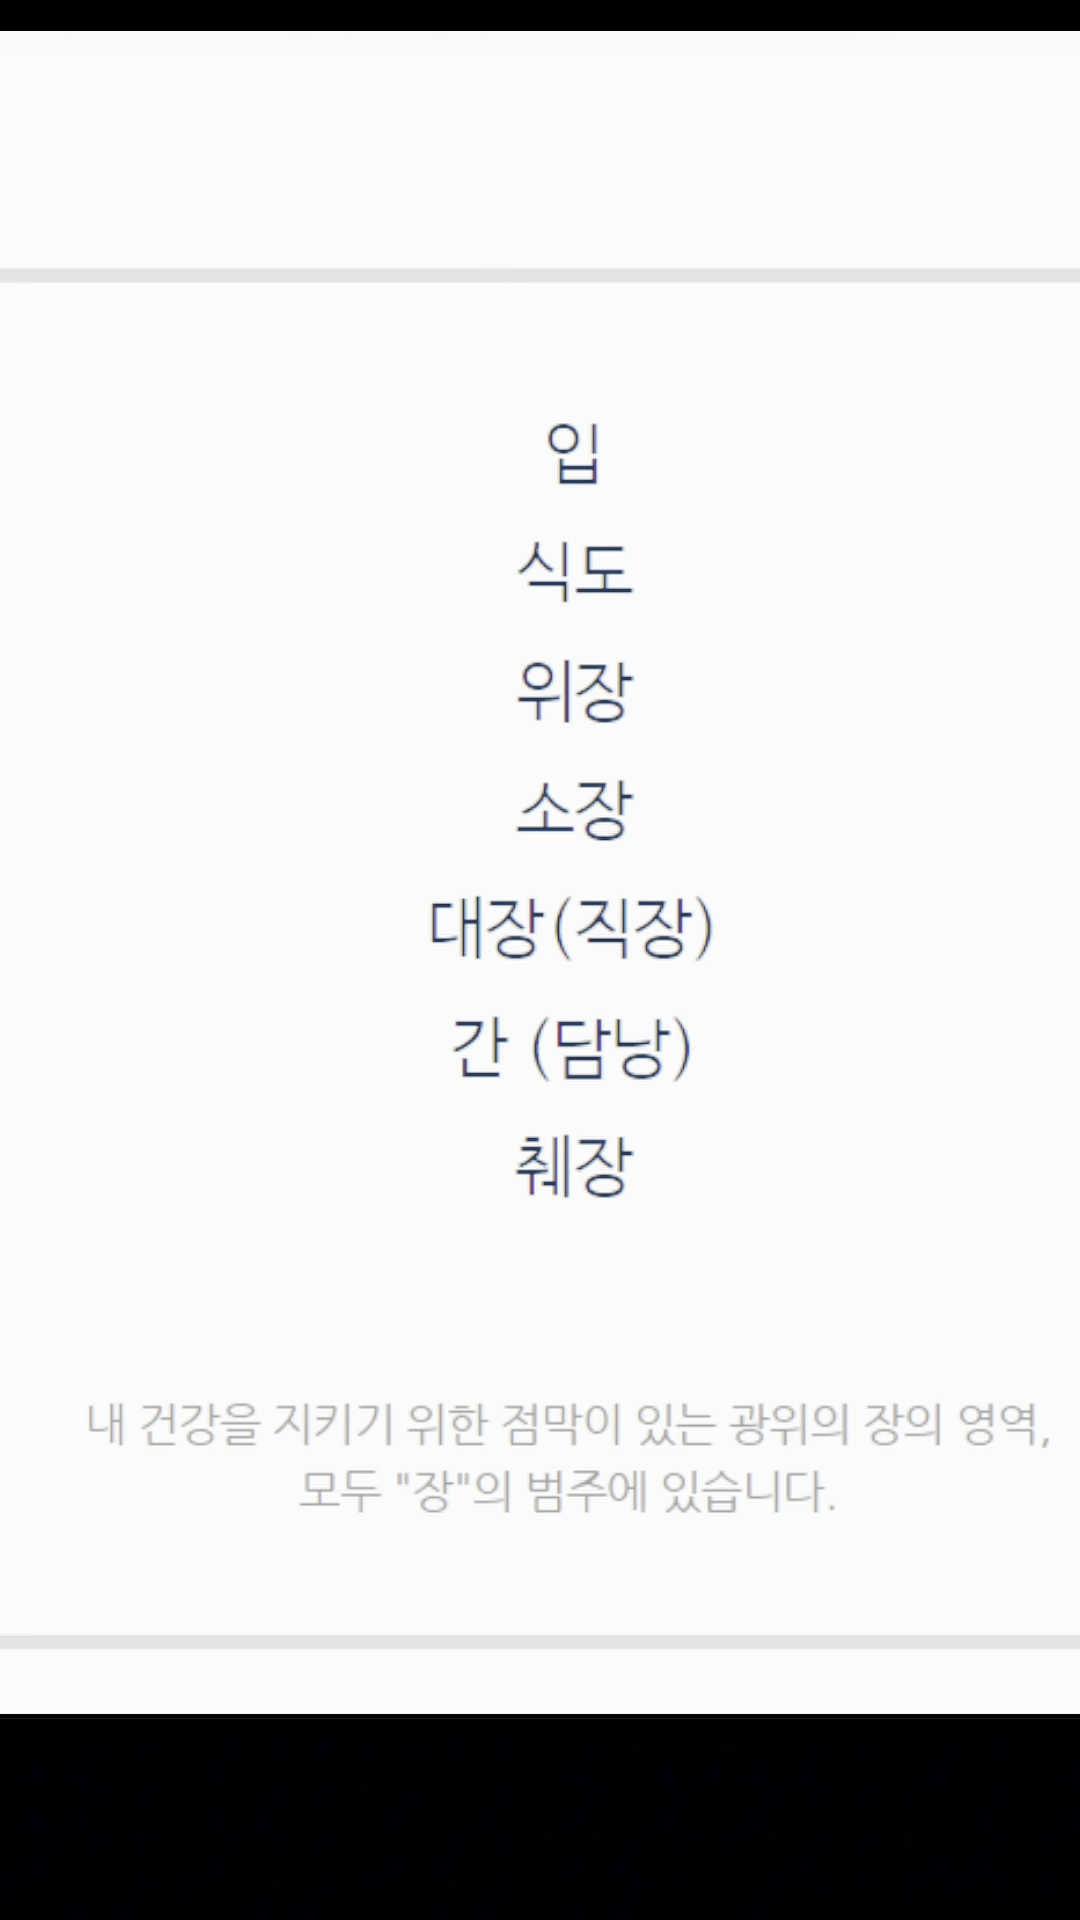 입
식도
위장
소장
대장(직장)
간 (담낭)
췌장
내 건강을 지키기 위한 점막이 있는 광위의 장의 영역,
모두 "장"의 범주에 있습니다.